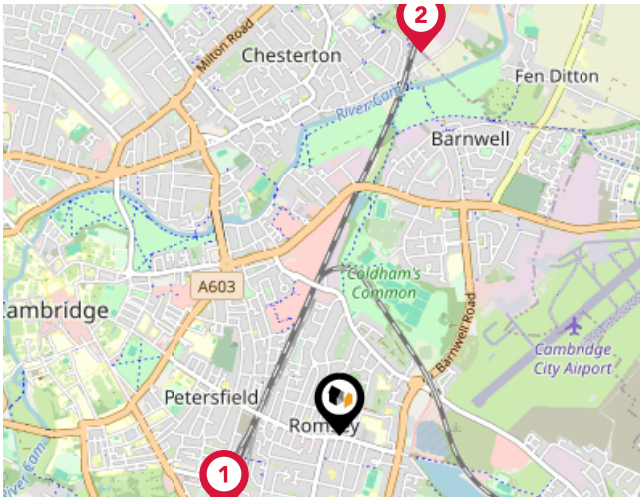 2
Milton Road
Chesterton
Fen Ditton
River Cam
Barnwell
A603
Coldham's
Common
Cambridge
Barnwell Road
Cambridge
City Airport
Petersfield
Romsey
1
River Cam